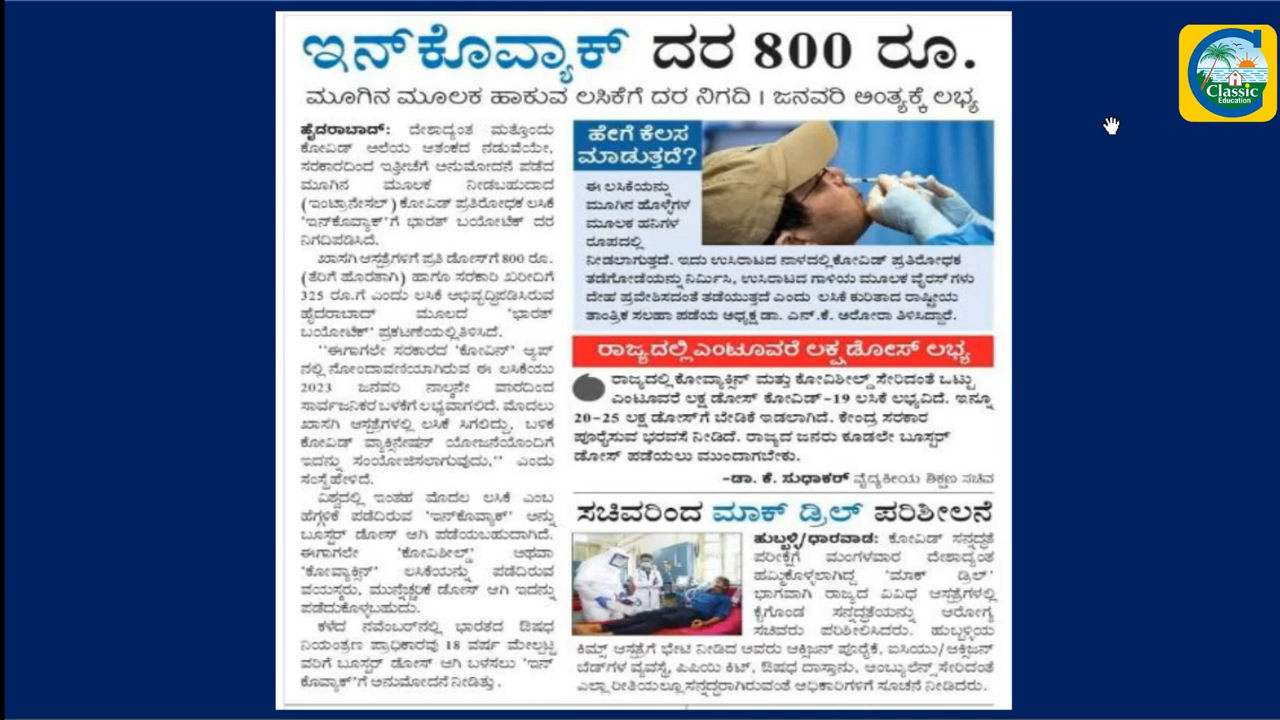 ಇನ್‌ಕೊವ್ಯಾಕ್ ದರ 800 ರೂ.
ಮೂಗಿನ ಮೂಲಕ ಹಾಕುವ ಲಸಿಕೆಗೆ ದರ ನಿಗದಿ | ಜನವರಿ ಅಂತ್ಯಕ್ಕೆ ಲಭ್ಯ
ಹೈದರಾಬಾದ್: ದೇಶಾದ್ಯಂತ ಮತ್ತೊಂದು
ಕೋವಿಡ್ ಅಲೆಯ ಆತಂಕದ ನಡುವೆಯೇ,
ಸರಕಾರದಿಂದ ಇತ್ತೀಚೆಗೆ ಅನುಮೋದನೆ ಪಡೆದ
ಮೂಗಿನ ಮೂಲಕ ನೀಡಬಹುದಾದ
(ಇಂಟ್ರಾನೇಸಲ್) ಕೋವಿಡ್ ಪ್ರತಿರೋಧಕ ಲಸಿಕೆ
'ಇನ್‌ಕೊವ್ಯಾಕ್'ಗೆ ಭಾರತ್ ಬಯೋಟೆಕ್ ದರ
ನಿಗದಿಪಡಿಸಿದೆ.
ಖಾಸಗಿ ಆಸ್ಪತ್ರೆಗಳಿಗೆ ಪ್ರತಿ ಡೋಸ್‌ಗೆ 800 ರೂ.
(ತೆರಿಗೆ ಹೊರತಾಗಿ) ಹಾಗೂ ಸರಕಾರಿ ಖರೀದಿಗೆ
325 ರೂ.ಗೆ ಎಂದು ಲಸಿಕೆ ಅಭಿವೃದ್ಧಿಪಡಿಸಿರುವ
ಹೈದರಾಬಾದ್ ಮೂಲದ 'ಭಾರತ್
ಬಯೋಟೆಕ್' ಪ್ರಕಟಣೆಯಲ್ಲಿ ತಿಳಿಸಿದೆ.
''ಈಗಾಗಲೇ ಸರಕಾರದ 'ಕೋವಿನ್' ಆ್ಯಪ್
ನಲ್ಲಿ ನೋಂದಾವಣಿಯಾಗಿರುವ ಈ ಲಸಿಕೆಯು
2023 ಜನವರಿ ನಾಲ್ಕನೇ ವಾರದಿಂದ
ಸಾರ್ವಜನಿಕರ ಬಳಕೆಗೆ ಲಭ್ಯವಾಗಲಿದೆ. ಮೊದಲು
ಖಾಸಗಿ ಆಸ್ಪತ್ರೆಗಳಲ್ಲಿ ಲಸಿಕೆ ಸಿಗಲಿದ್ದು, ಬಳಿಕ
ಕೋವಿಡ್ ವ್ಯಾಕ್ಸಿನೇಷನ್ ಯೋಜನೆಯೊಂದಿಗೆ
ಇದನ್ನು ಸಂಯೋಜಿಸಲಾಗುವುದು,'' ಎಂದು
ಸಂಸ್ಥೆ ಹೇಳಿದೆ.
ವಿಶ್ವದಲ್ಲಿ ಇಂತಹ ಮೊದಲ ಲಸಿಕೆ ಎಂಬ
ಹೆಗ್ಗಳಿಕೆ ಪಡೆದಿರುವ 'ಇನ್‌ಕೊವ್ಯಾಕ್' ಅನ್ನು
ಬೂಸ್ಟರ್ ಡೋಸ್ ಆಗಿ ಪಡೆಯಬಹುದಾಗಿದೆ.
ಈಗಾಗಲೇ 'ಕೋವಿಶೀಲ್ಡ್' ಅಥವಾ
'ಕೋವ್ಯಾಕ್ಸಿನ್' ಲಸಿಕೆಯನ್ನು ಪಡೆದಿರುವ
ವಯಸ್ಕರು, ಮುನ್ನೆಚ್ಚರಿಕೆ ಡೋಸ್ ಆಗಿ ಇದನ್ನು
ಪಡೆದುಕೊಳ್ಳಬಹುದು.
ಕಳೆದ ನವೆಂಬರ್‌ನಲ್ಲಿ ಭಾರತದ ಔಷಧ
ನಿಯಂತ್ರಣ ಪ್ರಾಧಿಕಾರವು 18 ವರ್ಷ ಮೇಲ್ಪಟ್ಟ
ವರಿಗೆ ಬೂಸ್ಟರ್ ಡೋಸ್ ಆಗಿ ಬಳಸಲು 'ಇನ್
ಕೊವ್ಯಾಕ್'ಗೆ ಅನುಮೋದನೆ ನೀಡಿತ್ತು.
ಹೇಗೆ ಕೆಲಸ
ಮಾಡುತ್ತದೆ?
ಈ ಲಸಿಕೆಯನ್ನು
ಮೂಗಿನ ಹೊಳ್ಳೆಗಳ
ಮೂಲಕ ಹನಿಗಳ
ರೂಪದಲ್ಲಿ
ನೀಡಲಾಗುತ್ತದೆ. ಇದು ಉಸಿರಾಟದ ನಾಳದಲ್ಲಿ ಕೋವಿಡ್ ಪ್ರತಿರೋಧಕ
ತಡೆಗೋಡೆಯನ್ನು ನಿರ್ಮಿಸಿ, ಉಸಿರಾಟದ ಗಾಳಿಯ ಮೂಲಕ ವೈರಸ್‌ಗಳು
ದೇಹ ಪ್ರವೇಶಿಸದಂತೆ ತಡೆಯುತ್ತದೆ ಎಂದು ಲಸಿಕೆ ಕುರಿತಾದ ರಾಷ್ಟ್ರೀಯ
ತಾಂತ್ರಿಕ ಸಲಹಾ ಪಡೆಯ ಅಧ್ಯಕ್ಷ ಡಾ. ಎನ್.ಕೆ. ಅರೋರಾ ತಿಳಿಸಿದ್ದಾರೆ.
ರಾಜ್ಯದಲ್ಲಿ ಎಂಟೂವರೆ ಲಕ್ಷ ಡೋಸ್ ಲಭ್ಯ
ರಾಜ್ಯದಲ್ಲಿ ಕೋವ್ಯಾಕ್ಸಿನ್ ಮತ್ತು ಕೋವಿಶೀಲ್ಡ್ ಸೇರಿದಂತೆ ಒಟ್ಟು
ಎಂಟೂವರೆ ಲಕ್ಷ ಡೋಸ್ ಕೋವಿಡ್-19 ಲಸಿಕೆ ಲಭ್ಯವಿದೆ. ಇನ್ನೂ
20-25 ಲಕ್ಷ ಡೋಸ್‌ಗೆ ಬೇಡಿಕೆ ಇಡಲಾಗಿದೆ. ಕೇಂದ್ರ ಸರಕಾರ
ಪೂರೈಸುವ ಭರವಸೆ ನೀಡಿದೆ. ರಾಜ್ಯದ ಜನರು ಕೂಡಲೇ ಬೂಸ್ಟರ್
ಡೋಸ್ ಪಡೆಯಲು ಮುಂದಾಗಬೇಕು.
-ಡಾ. ಕೆ. ಸುಧಾಕರ್ ವೈದ್ಯಕೀಯ ಶಿಕ್ಷಣ ಸಚಿವ
ಸಚಿವರಿಂದ ಮಾಕ್ ಡ್ರಿಲ್ ಪರಿಶೀಲನೆ
ಹುಬ್ಬಳ್ಳಿ/ಧಾರವಾಡ: ಕೋವಿಡ್ ಸನ್ನದ್ಧತೆ
ಪರೀಕ್ಷೆಗೆ ಮಂಗಳವಾರ ದೇಶಾದ್ಯಂತ
ಹಮ್ಮಿಕೊಳ್ಳಲಾಗಿದ್ದ 'ಮಾಕ್ ಡ್ರಿಲ್'
ಭಾಗವಾಗಿ ರಾಜ್ಯದ ವಿವಿಧ ಆಸ್ಪತ್ರೆಗಳಲ್ಲಿ
ಕೈಗೊಂಡ ಸನ್ನದ್ಧತೆಯನ್ನು ಆರೋಗ್ಯ
ಸಚಿವರು ಪರಿಶೀಲಿಸಿದರು. ಹುಬ್ಬಳ್ಳಿಯ
ಕಿಮ್ಸ್ ಆಸ್ಪತ್ರೆಗೆ ಭೇಟಿ ನೀಡಿದ ಅವರು ಆಕ್ಸಿಜನ್ ಪೂರೈಕೆ, ಐಸಿಯು/ಆಕ್ಸಿಜನ್
ಬೆಡ್‌ಗಳ ವ್ಯವಸ್ಥೆ, ಪಿಪಿಯಿ ಕಿಟ್, ಔಷಧ ದಾಸ್ತಾನು, ಆಂಬ್ಯುಲೆನ್ಸ್ ಸೇರಿದಂತೆ
ಎಲ್ಲಾ ರೀತಿಯಲ್ಲೂ ಸನ್ನದ್ಧರಾಗಿರುವಂತೆ ಅಧಿಕಾರಿಗಳಿಗೆ ಸೂಚನೆ ನೀಡಿದರು.
Classic
Education